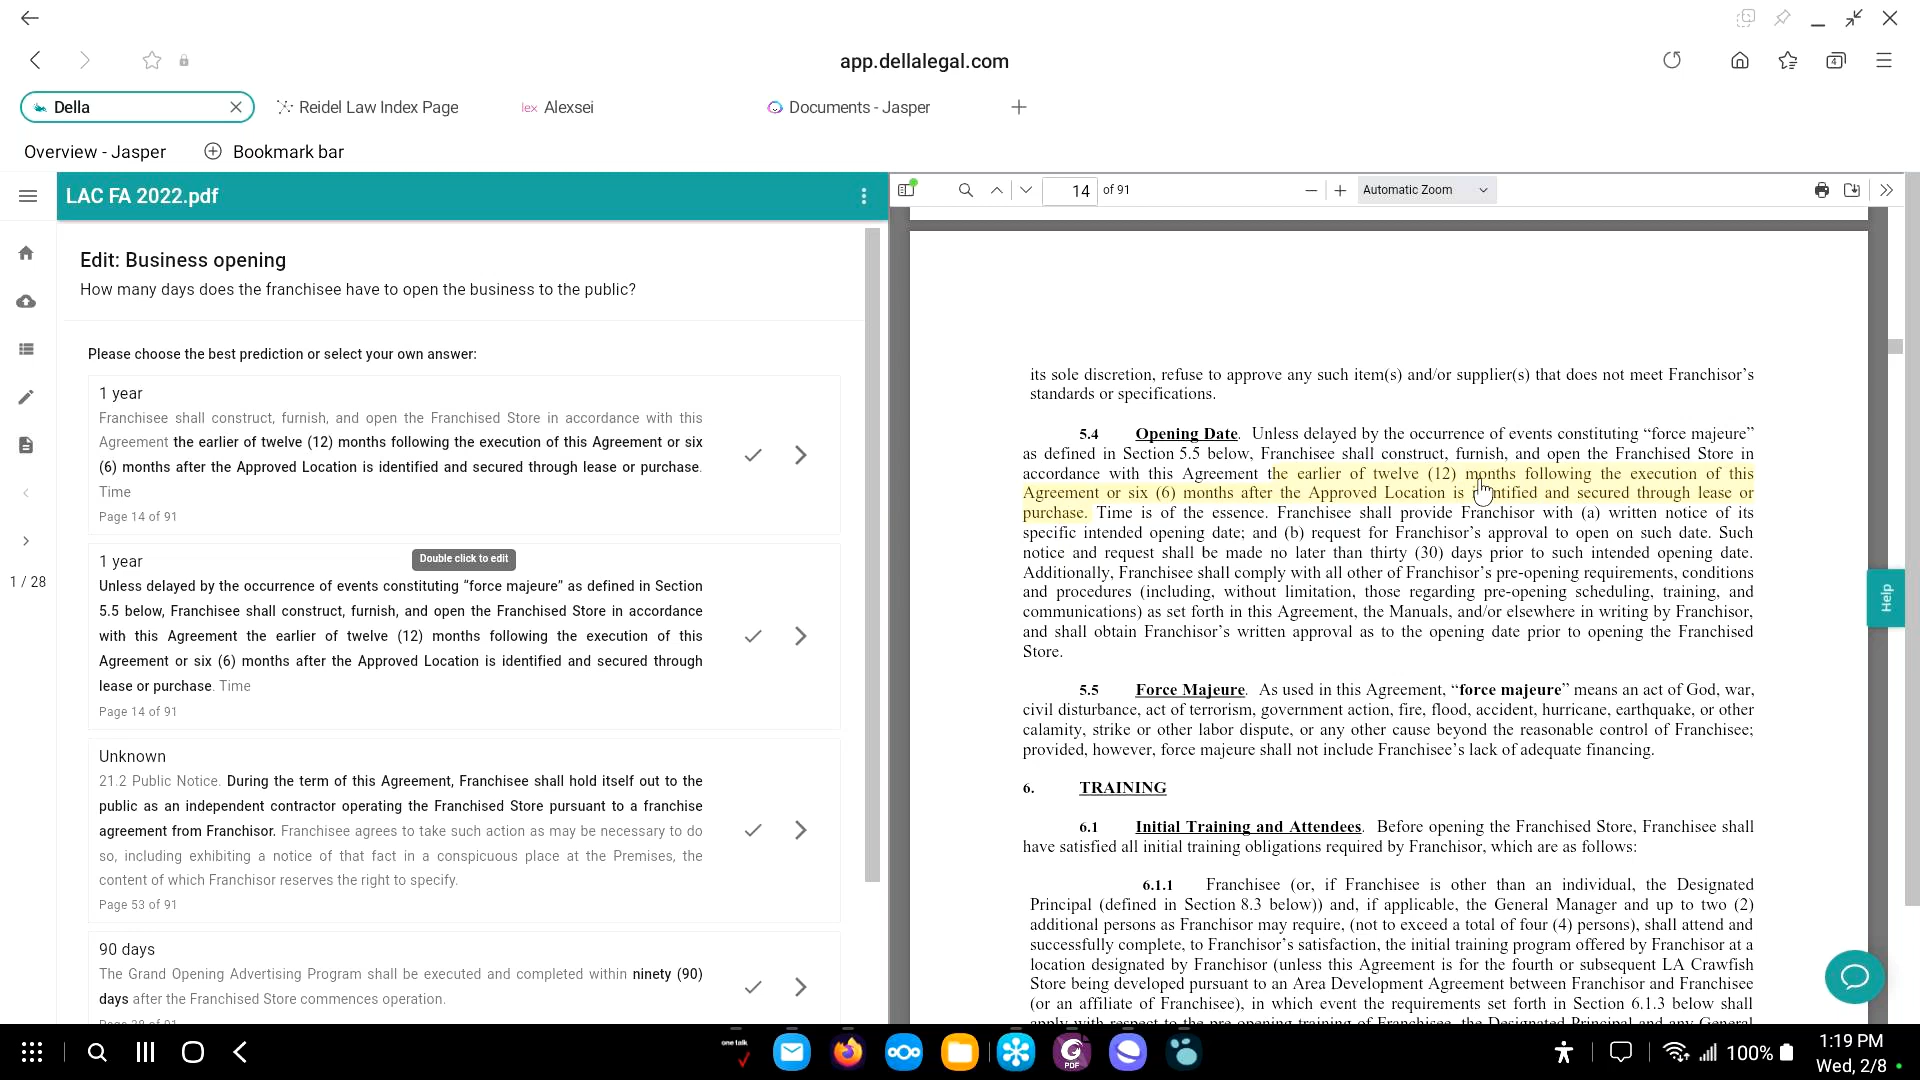 app.dellalegal.com
4
Della
Reidel Law Index Page
lex Alexsei
Documents - Jasper
Overview - Jasper
Bookmark bar
LAC FA 2022.pdf
Edit: Business opening
How many days does the franchisee have to open the business to the public?
Please choose the best prediction or select your own answer:
1 year
Franchisee shall construct, furnish, and open the Franchised Store in accordance with this
Agreement the earlier of twelve (12) months following the execution of this Agreement or six
(6) months after the Approved Location is identified and secured through lease or purchase.
Time
Page 14 of 91
1 year
Double click to edit
Unless delayed by the occurrence of events constituting “force majeure” as defined in Section
5.5 below, Franchisee shall construct, furnish, and open the Franchised Store in accordance
with this Agreement the earlier of twelve (12) months following the execution of this
Agreement or six (6) months after the Approved Location is identified and secured through
lease or purchase. Time
Page 14 of 91
Unknown
21.2 Public Notice. During the term of this Agreement, Franchisee shall hold itself out to the
public as an independent contractor operating the Franchised Store pursuant to a franchise
agreement from Franchisor. Franchisee agrees to take such action as may be necessary to do
so, including exhibiting a notice of that fact in a conspicuous place at the Premises, the
content of which Franchisor reserves the right to specify.
Page 53 of 91
90 days
The Grand Opening Advertising Program shall be executed and completed within ninety (90)
days after the Franchised Store commences operation.
1 / 28
14 of 91
Automatic Zoom
its sole discretion, refuse to approve any such item(s) and/or supplier(s) that does not meet Franchisor’s
standards or specifications.
5.4 Opening Date. Unless delayed by the occurrence of events constituting “force majeure”
as defined in Section 5.5 below, Franchisee shall construct, furnish, and open the Franchised Store in
accordance with this Agreement the earlier of twelve (12) months following the execution of this
Agreement or six (6) months after the Approved Location is identified and secured through lease or
purchase. Time is of the essence. Franchisee shall provide Franchisor with (a) written notice of its
specific intended opening date; and (b) request for Franchisor’s approval to open on such date. Such
notice and request shall be made no later than thirty (30) days prior to such intended opening date.
Additionally, Franchisee shall comply with all other of Franchisor’s pre-opening requirements, conditions
and procedures (including, without limitation, those regarding pre-opening scheduling, training, and
communications) as set forth in this Agreement, the Manuals, and/or elsewhere in writing by Franchisor,
and shall obtain Franchisor’s written approval as to the opening date prior to opening the Franchised
Store.
5.5 Force Majeure. As used in this Agreement, “force majeure” means an act of God, war,
civil disturbance, act of terrorism, government action, fire, flood, accident, hurricane, earthquake, or other
calamity, strike or other labor dispute, or any other cause beyond the reasonable control of Franchisee;
provided, however, force majeure shall not include Franchisee’s lack of adequate financing.
6. TRAINING
6.1 Initial Training and Attendees. Before opening the Franchised Store, Franchisee shall
have satisfied all initial training obligations required by Franchisor, which are as follows:
6.1.1 Franchisee (or, if Franchisee is other than an individual, the Designated
Principal (defined in Section 8.3 below)) and, if applicable, the General Manager and up to two (2)
additional persons as Franchisor may require, (not to exceed a total of four (4) persons), shall attend and
successfully complete, to Franchisor’s satisfaction, the initial training program offered by Franchisor at a
location designated by Franchisor (unless this Agreement is for the fourth or subsequent LA Crawfish
Store being developed pursuant to an Area Development Agreement between Franchisor and Franchisee
(or an affiliate of Franchisee), in which event the requirements set forth in Section 6.1.3 below shall
apply with respect to the pre-opening training of Franchisee, the Designated Principal and any General
Help
one talk
PDF
100%
1:19 PM
Wed, 2/8